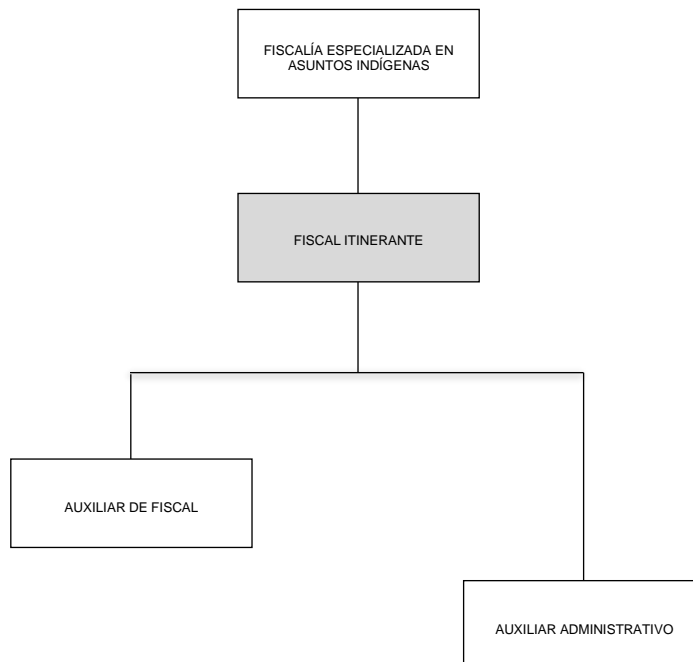 FISCALÍA ESPECIALIZADA EN
ASUNTOS INDÍGENAS
FISCAL ITINERANTE
AUXILIAR DE FISCAL
AUXILIAR ADMINISTRATIVO